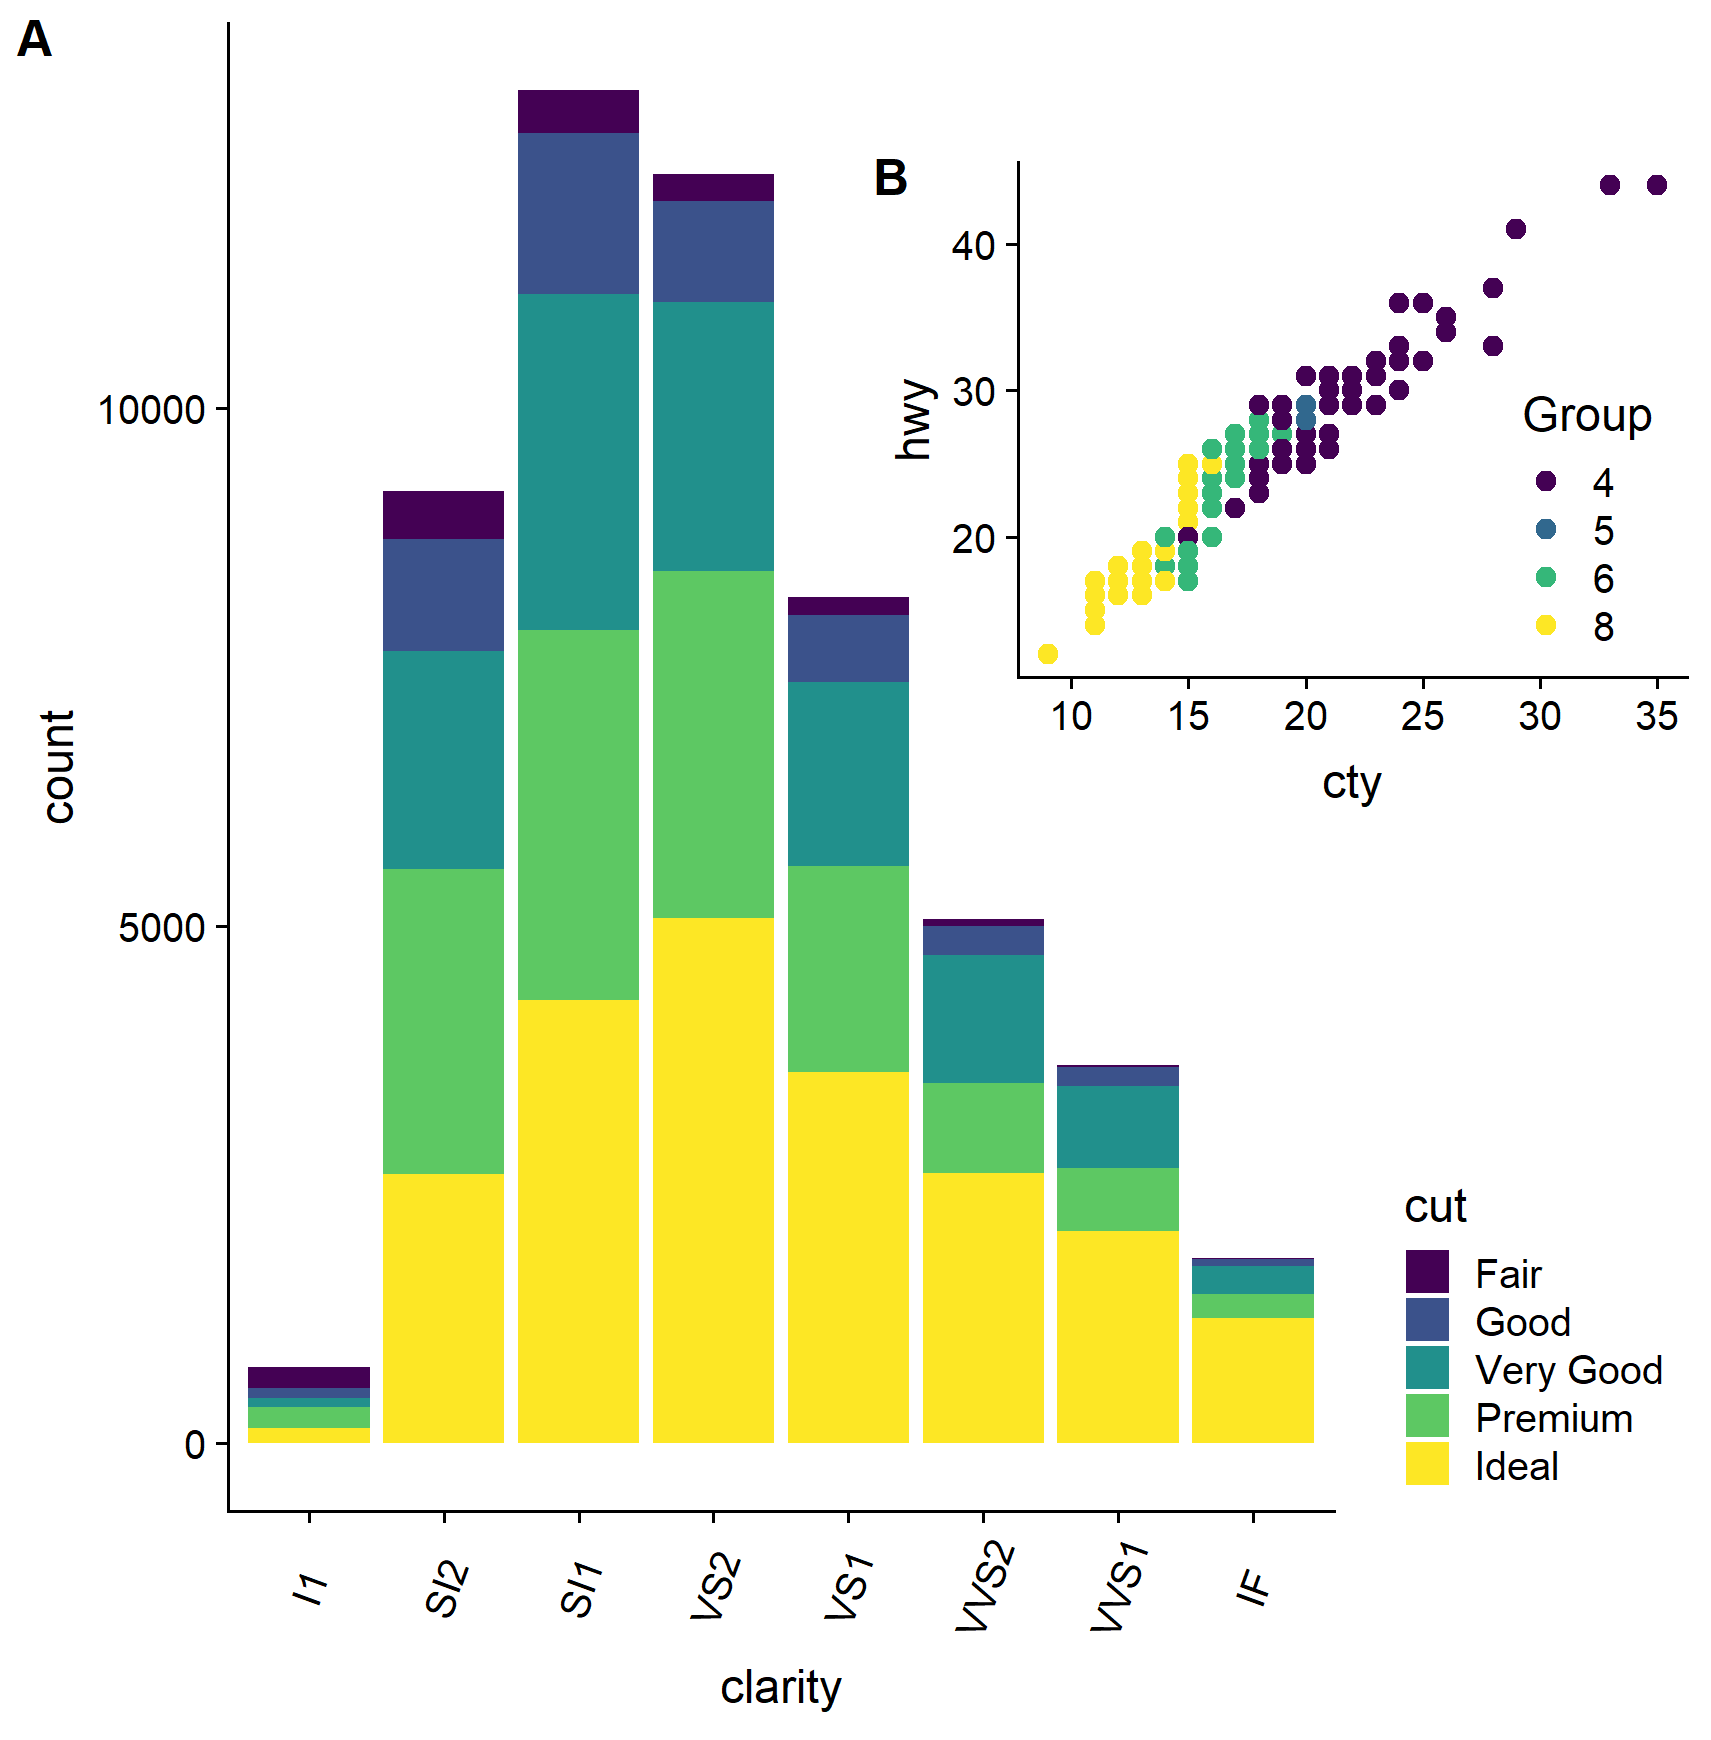 A
count
10000
5000
0
I1 SI2 SI1 VS2 VS1 VVS2 VVS1 IF
clarity
cut
Fair
Good
Very Good
Premium
Ideal
B
hwy
40
30
20
10 15 20 25 30 35
cty
Group
4
5
6
8